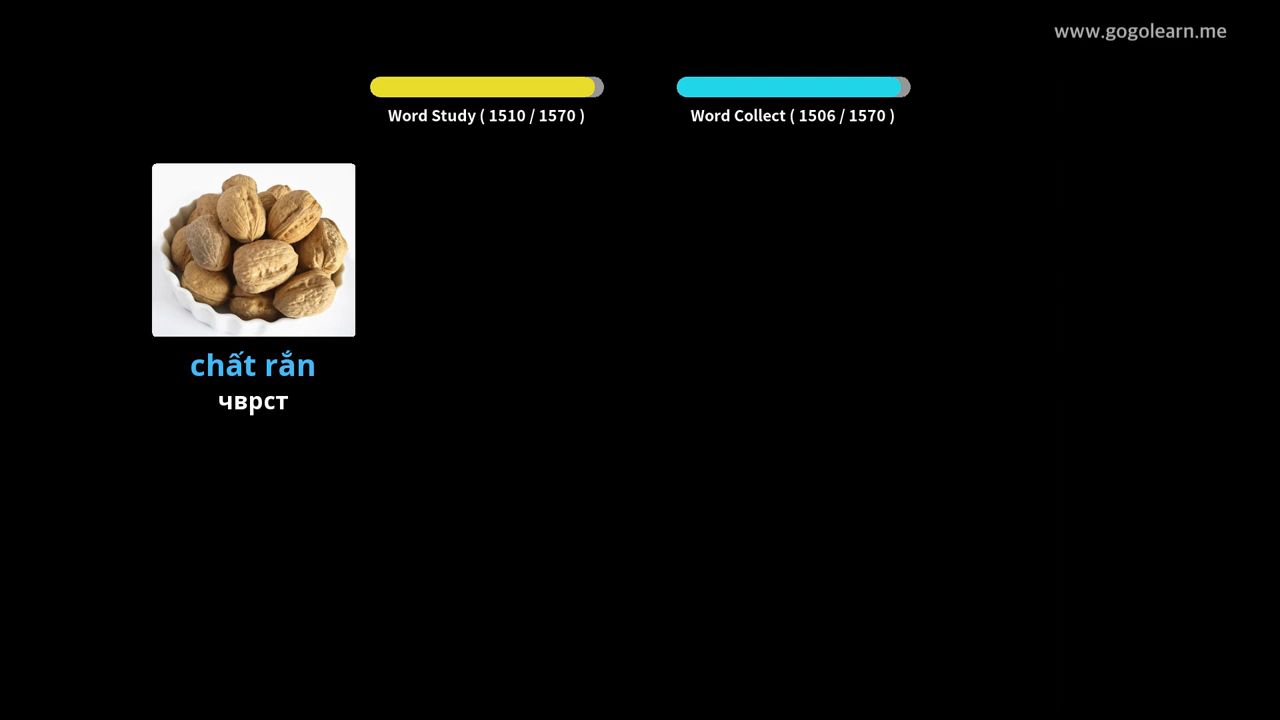 www.gogolearn.me
Word Study ( 1510 / 1570 )
Word Collect ( 1506 / 1570 )
chất rắn
чврст